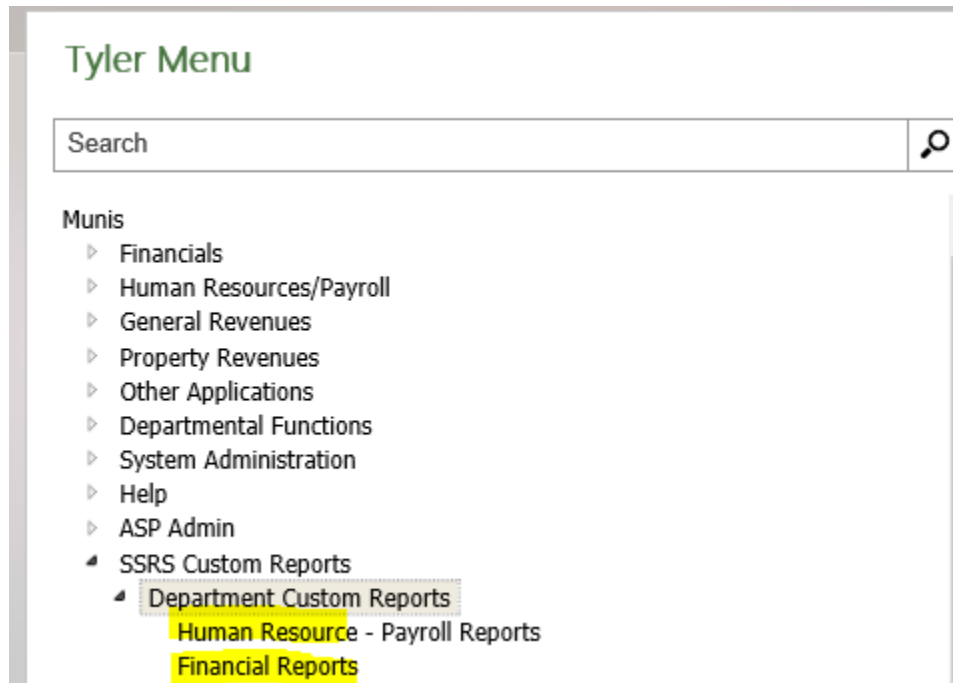 Tyler Menu
Search
Munis
Financials
Human Resources/Payroll
General Revenues
Property Revenues
Other Applications
Departmental Functions
System Administration
Help
ASP Admin
SSRS Custom Reports
Department Custom Reports
Human Resource - Payroll Reports
Financial Reports